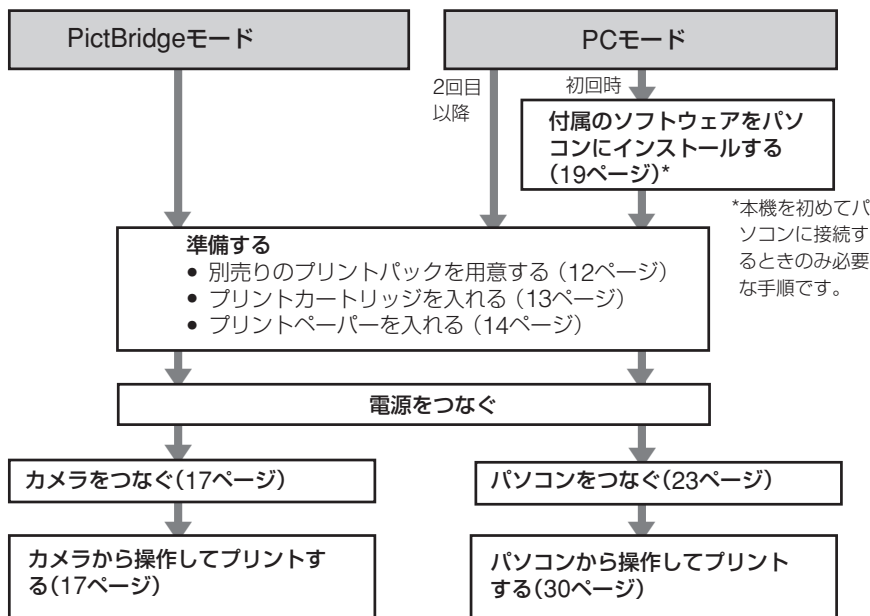 PictBridgeモード
PCモード
2回目
以降
初回時
付属のソフトウェアをパソ
コンにインストールする
(19ページ)*
*本機を初めてパ
ソコンに接続す
るときのみ必要
な手順です。
準備する
• 別売りのプリントパックを用意する (12ページ)
• プリントカートリッジを入れる (13ページ)
• プリントペーパーを入れる (14ページ)
電源をつなぐ
カメラをつなぐ(17ページ)
パソコンをつなぐ(23ページ)
カメラから操作してプリントす
る(17ページ)
パソコンから操作してプリント
する(30ページ)